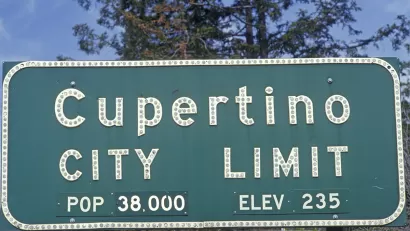 Cupertino
CITY LIMIT
POP 38,000 ELEV 235